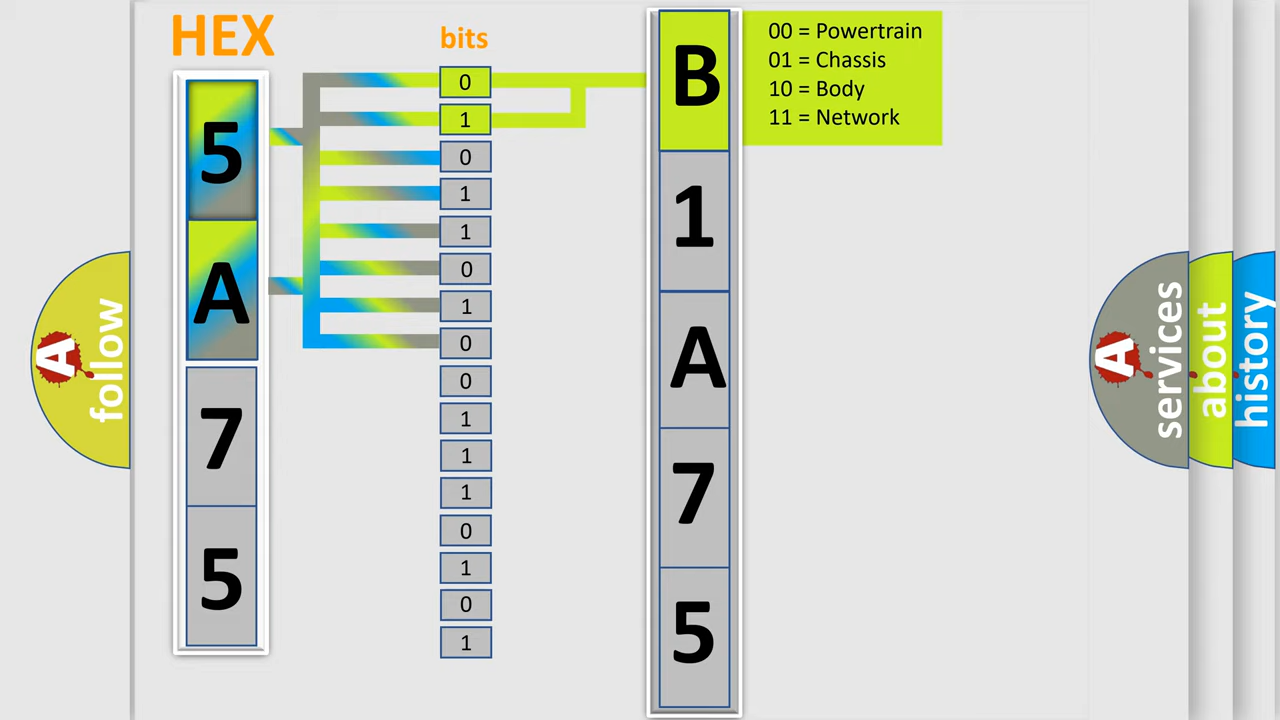 HEX
5
A
7
5
bits
0
1
0
1
1
0
1
0
0
1
1
1
0
1
0
1
B
1
A
7
5
00 = Powertrain
01 = Chassis
10 = Body
11 = Network
A follow
A services
about
history